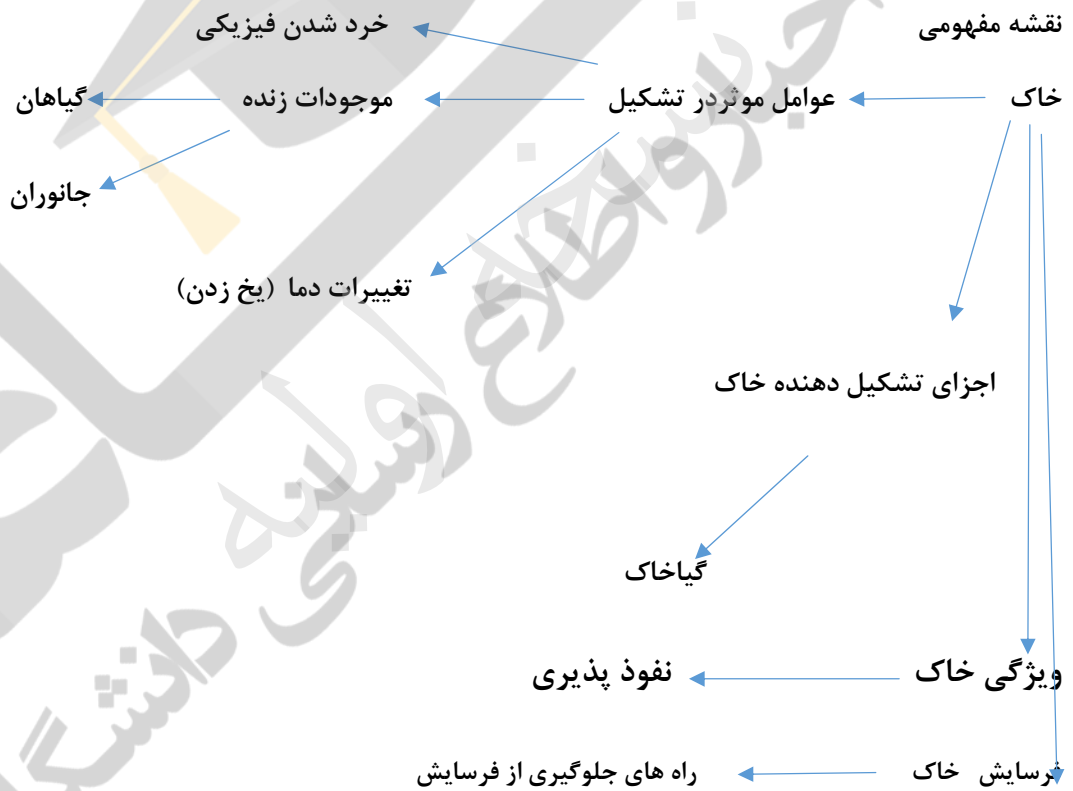 نقشه مفهومی
خرد شدن فیزیکی
خاک
عوامل موثردر تشکیل
موجودات زنده
گیاهان
جانوران
تغییرات دما (یخ زدن)
اجزای تشکیل دهنده خاک
گیاخاک
ویژگی خاک
نفوذ پذیری
فرسایش خاک
راه های جلوگیری از فرسایش